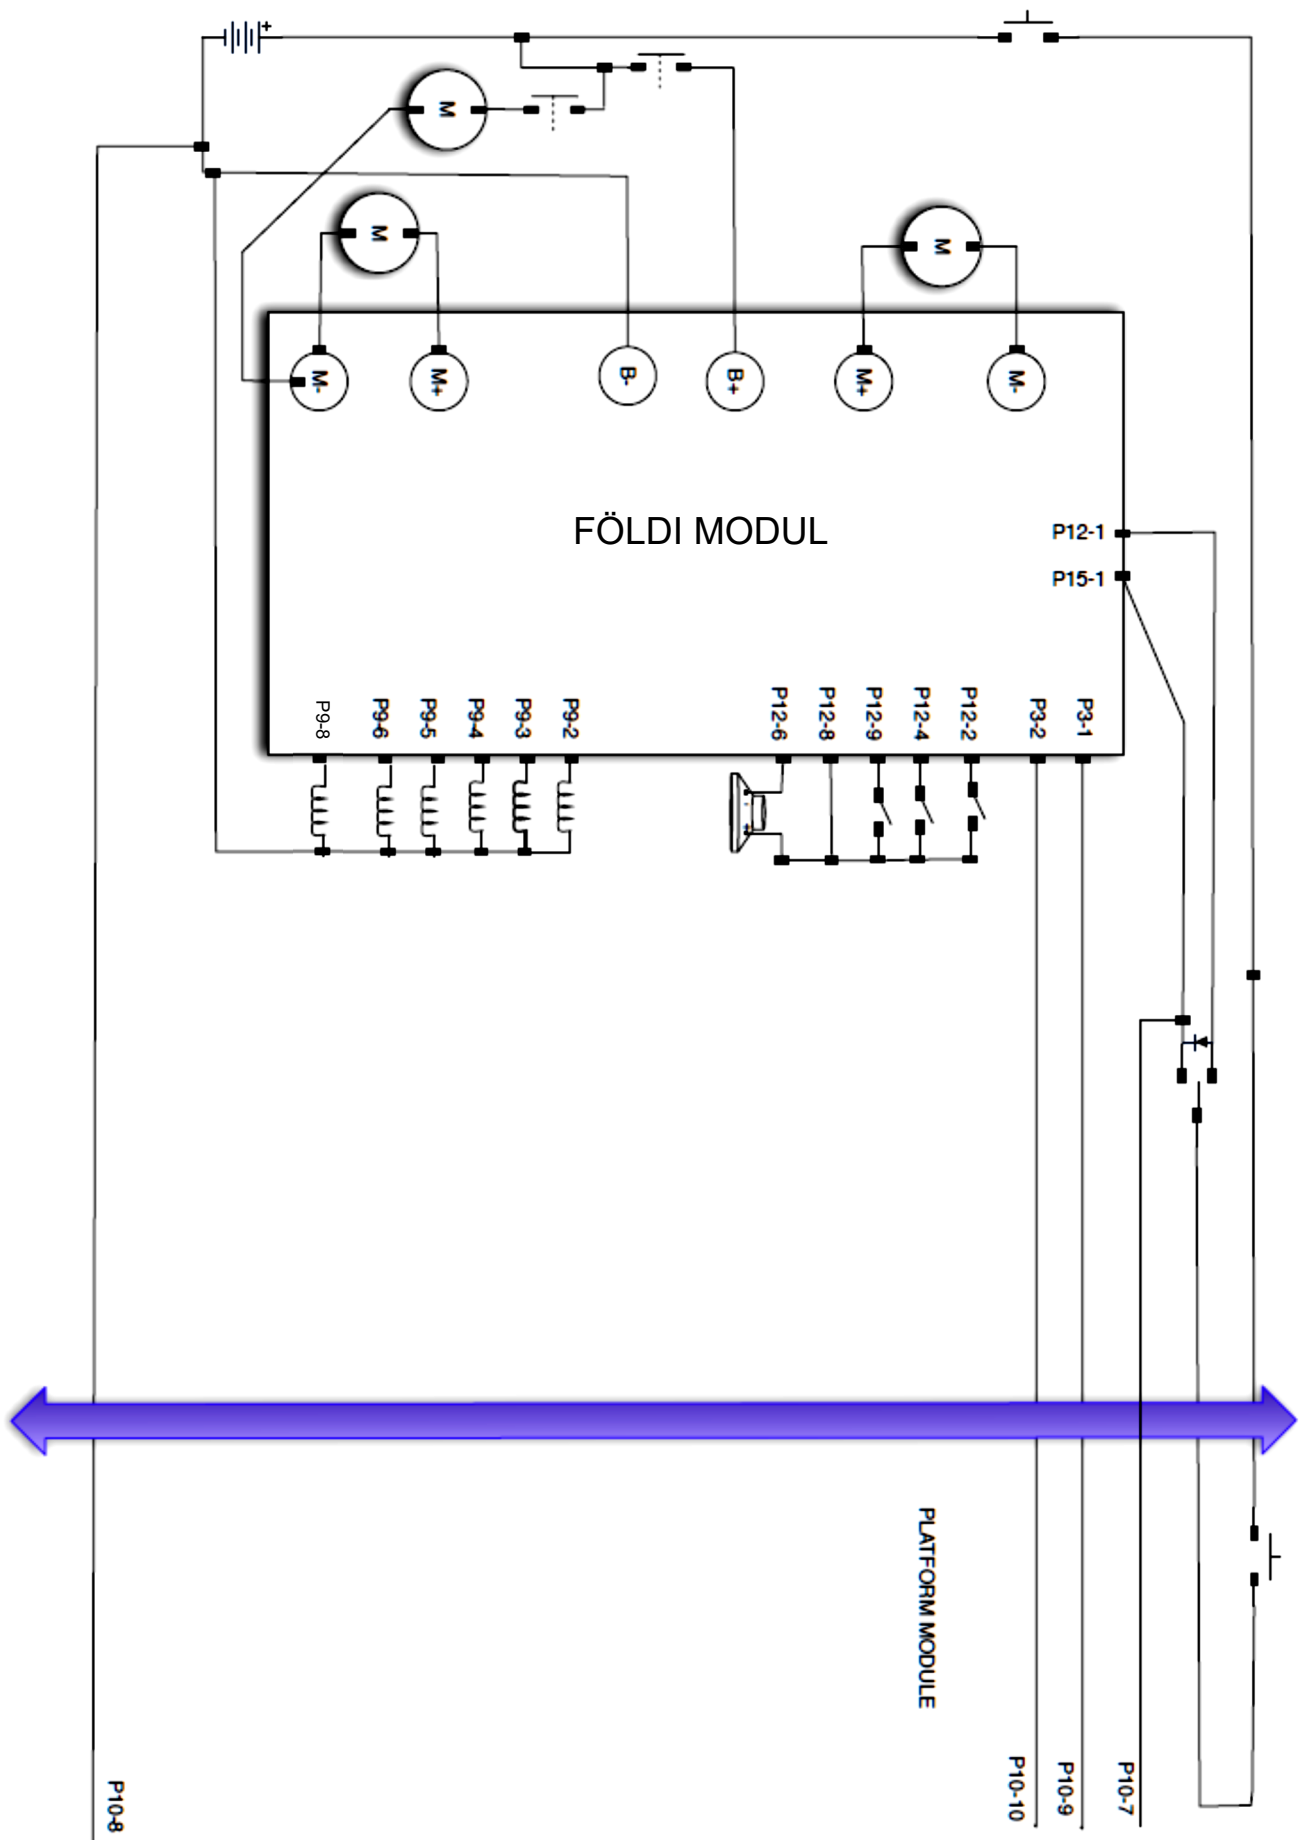 +
M
M
M
M-
M+
B-
B+
M+
M-
FÖLDI MODUL
P12-1
P15-1
P9-8
P9-6
P9-5
P9-4
P9-3
P9-2
P12-6
P12-8
P12-9
P12-4
P12-2
P3-2
P3-1
PLATFORM MODULE
P10-8
P10-10
P10-9
P10-7